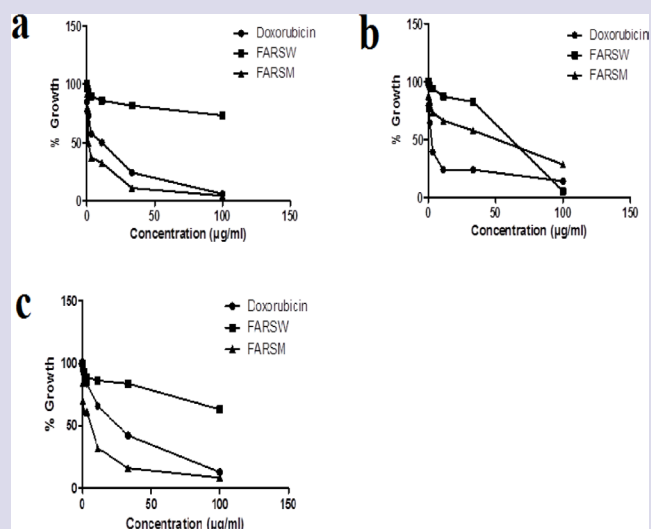 a
Doxorubicin
FARSW
FARSM
150
100
50
0
% Growth
0 50 100 150
Concentration (µg/ml)
b
Doxorubicin
FARSW
FARSM
150
100
50
0
% Growth
0 50 100 150
Concentration (µg/ml)
c
Doxorubicin
FARSW
FARSM
150
100
50
0
% Growth
0 50 100 150
Concentration (µg/ml)